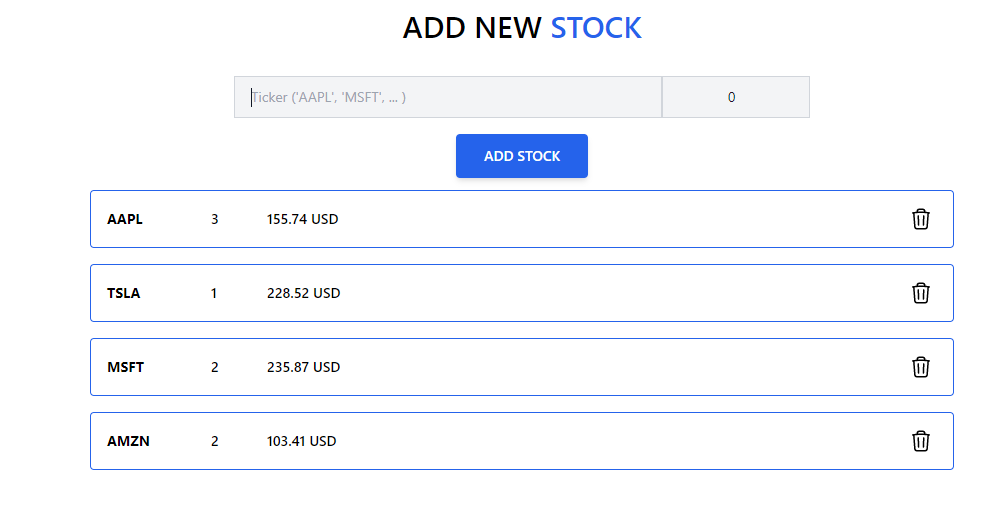 ADD NEW STOCK
Ticker ('AAPL', 'MSFT', ... ) 0
ADD STOCK
AAPL 3 155.74 USD
TSLA 1 228.52 USD
MSFT 2 235.87 USD
AMZN 2 103.41 USD